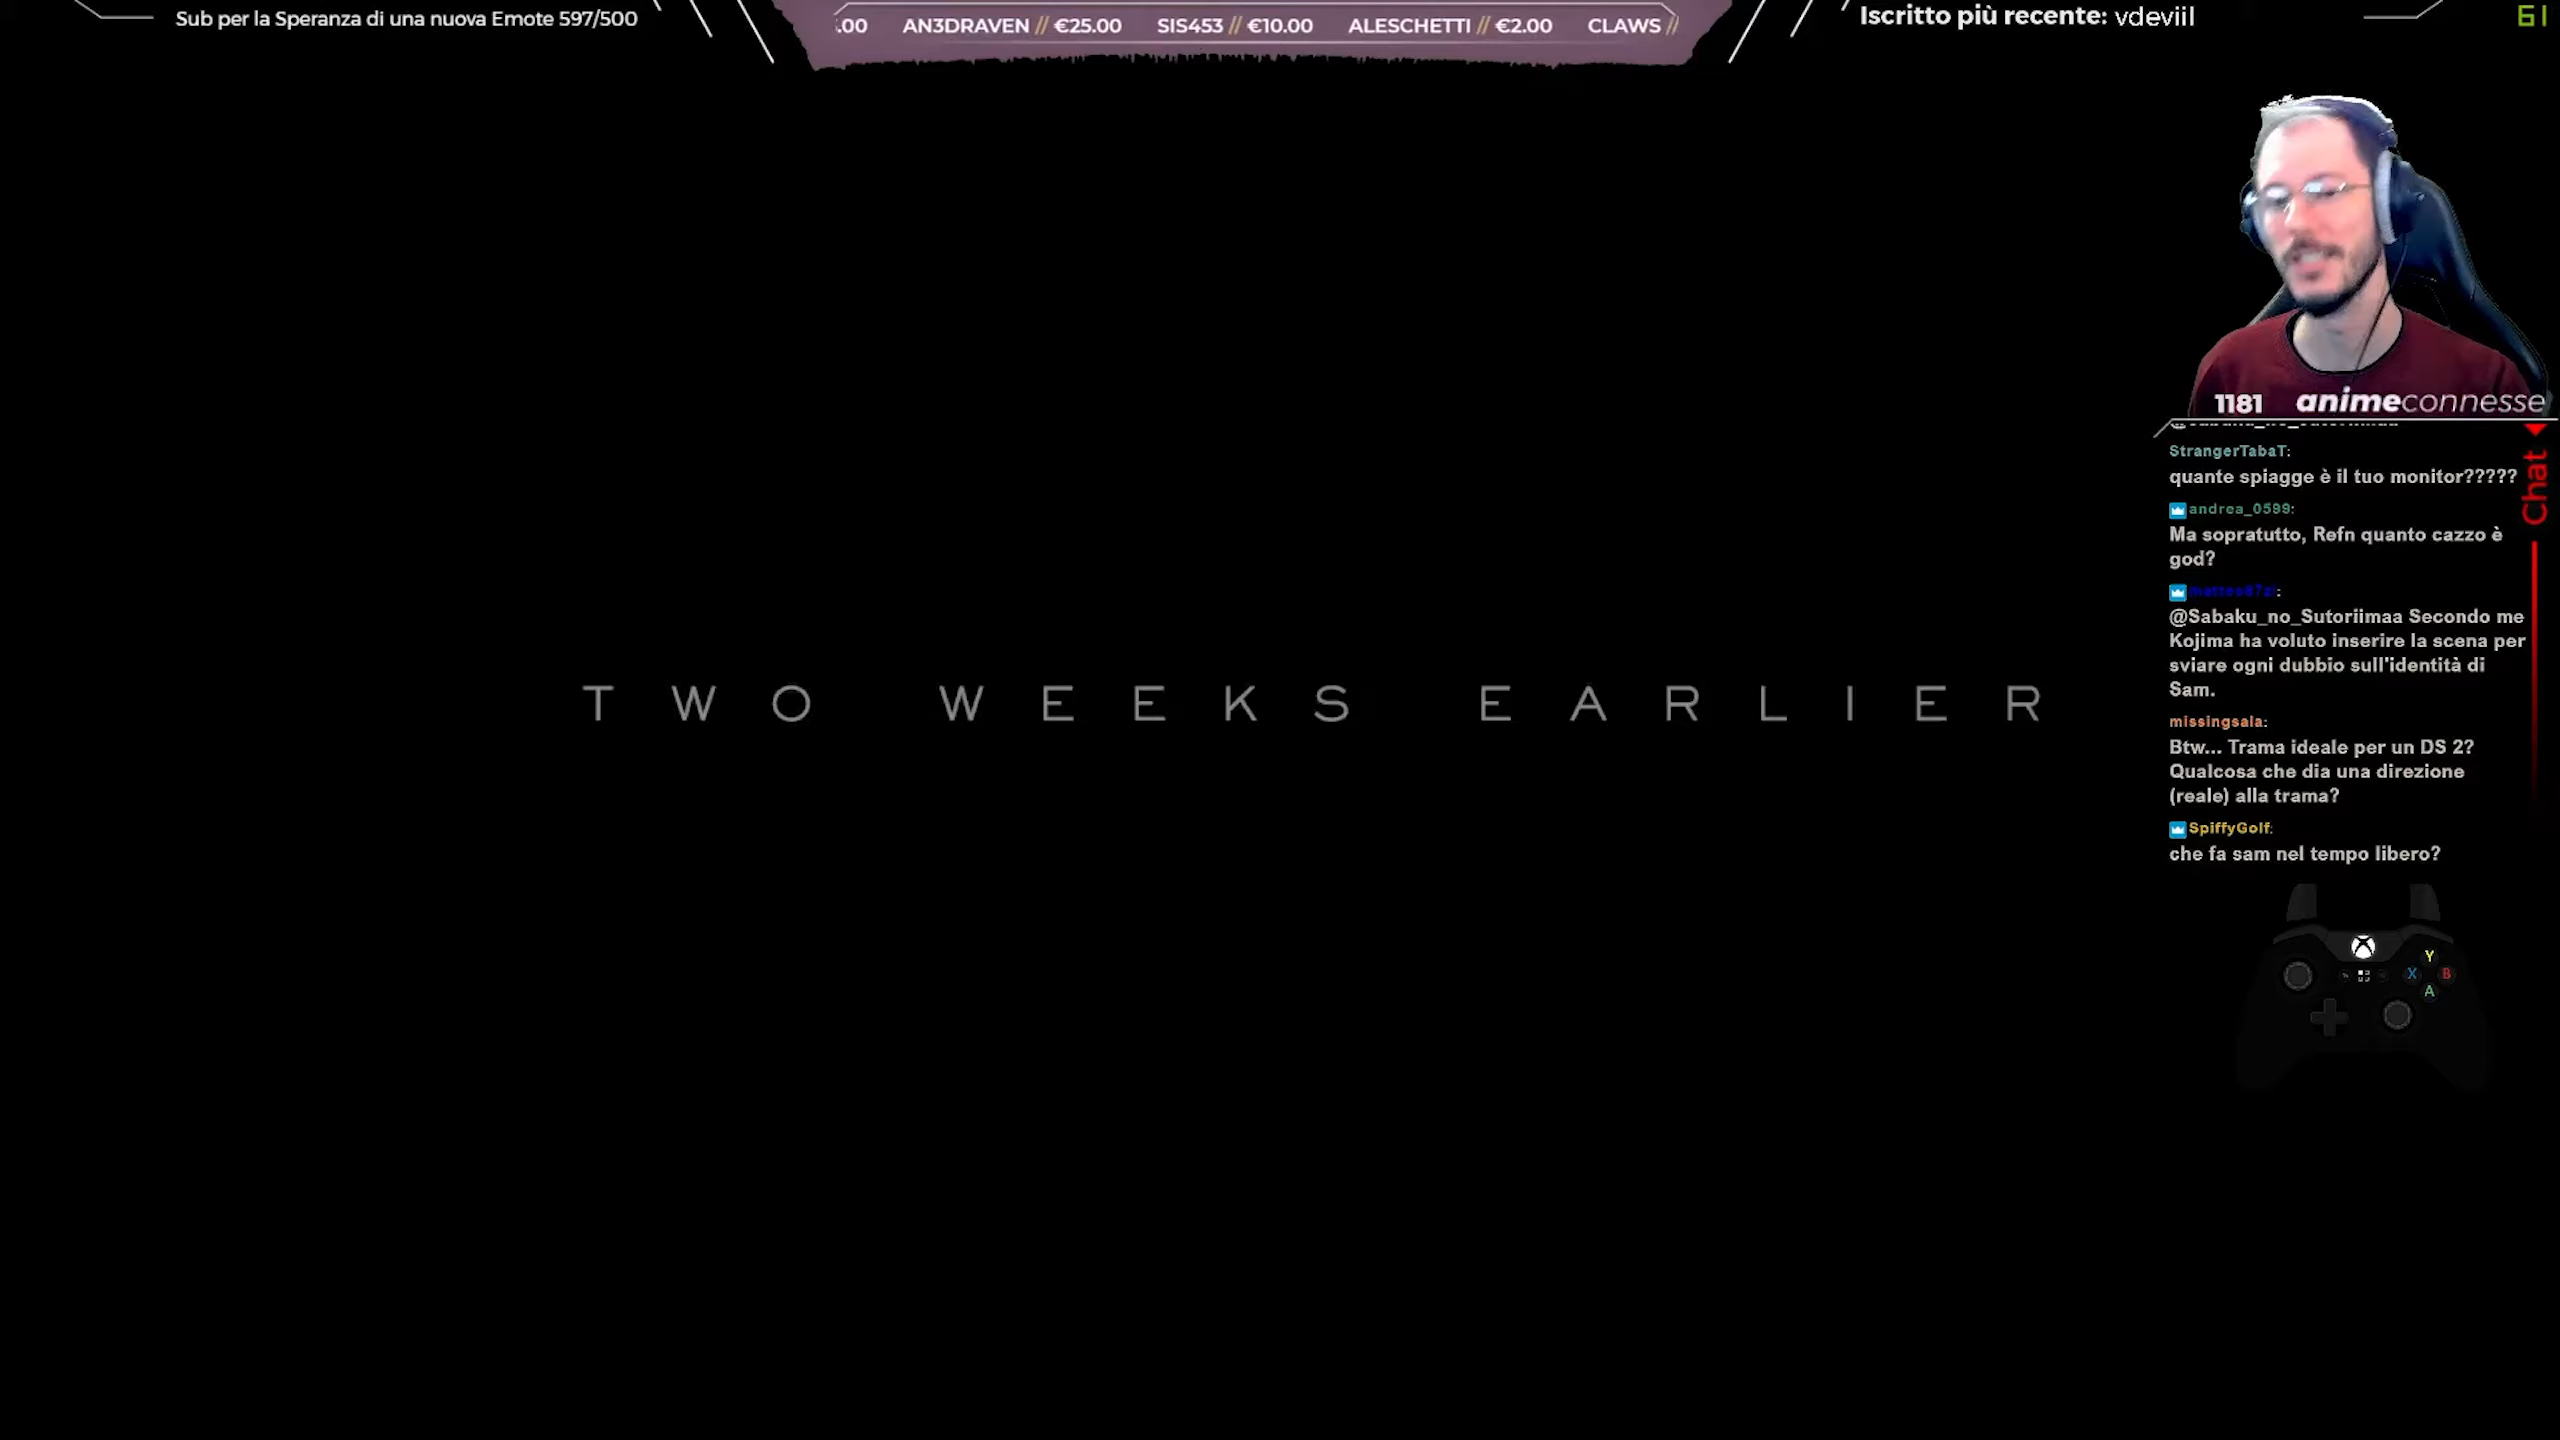 Sub per la Speranza di una nuova Emote 597/500
.00 AN3DRAVEN // €25.00 SIS453 // €10.00 ALESCHETTI // €2.00 CLAWS //
Iscritto più recente: vdeviil
61
1181 animeconnesse
Chat
StrangerTabaT:
quante spiagge è il tuo monitor?????
andrea_0599:
Ma sopratutto, Refn quanto cazzo è
god?
@Sabaku_no_Sutoriimaa Secondo me
Kojima ha voluto inserire la scena per
sviare ogni dubbio sull'identità di
Sam.
missingsala:
Btw... Trama ideale per un DS 2?
Qualcosa che dia una direzione
(reale) alla trama?
SpiffyGolf:
che fa sam nel tempo libero?
TWO WEEKS EARLIER
Y
X B
A